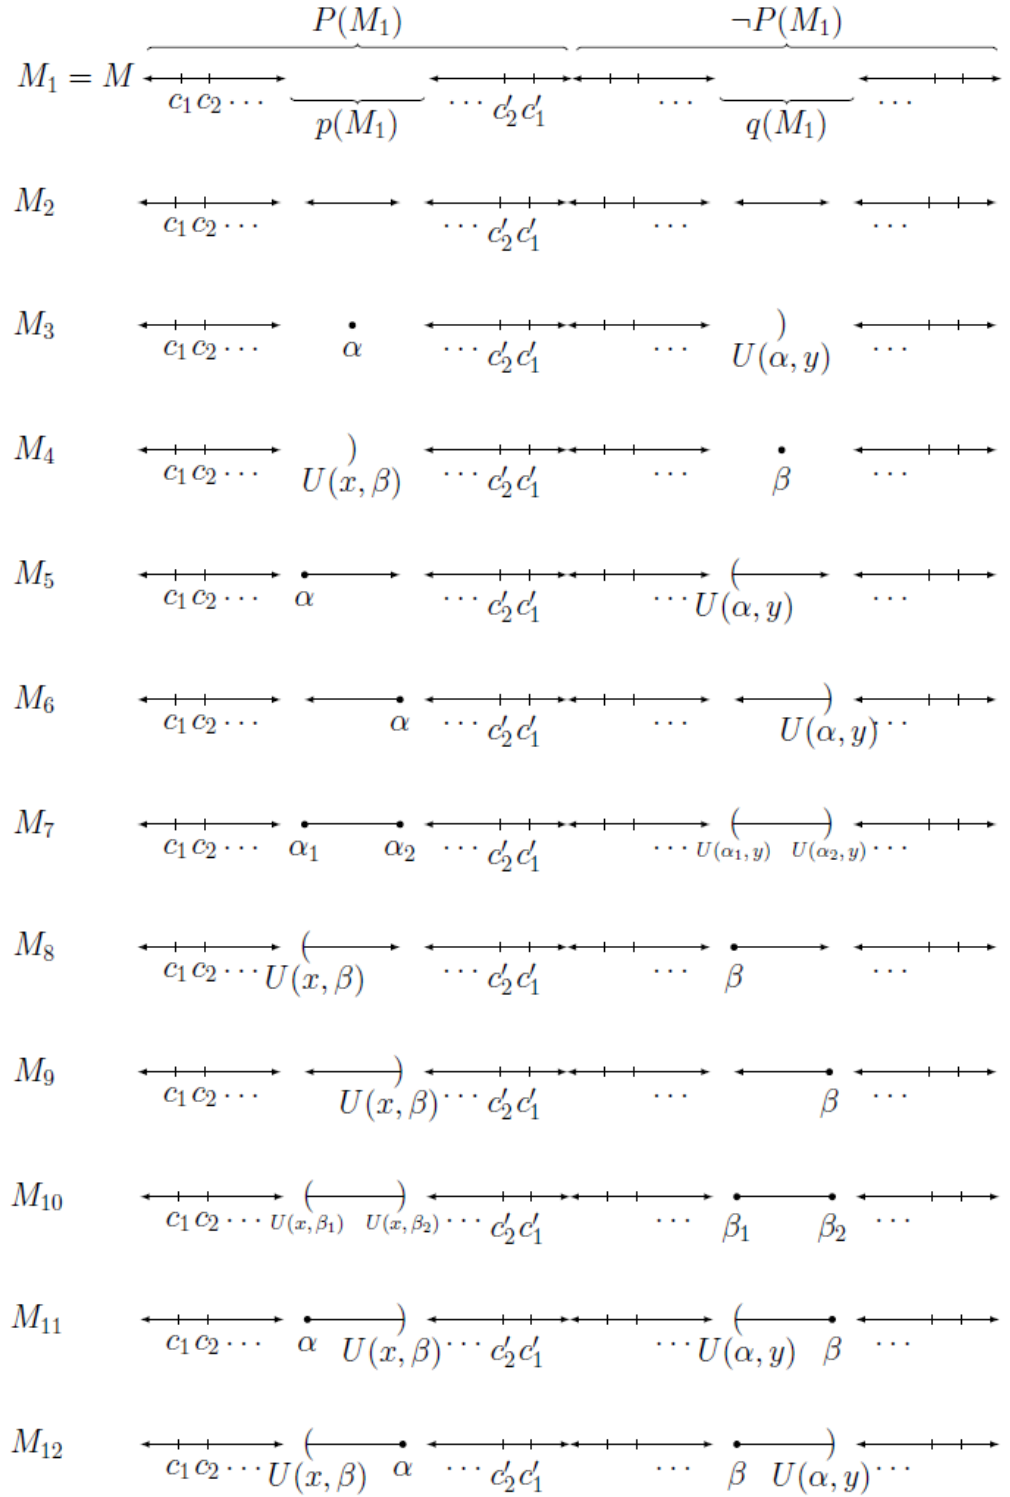 P(M₁) ¬P(M₁)
M₁ = M
c₁ c₂ ··· ··· c′₂ c′₁ ··· ···
p(M₁) q(M₁)
M₂
c₁ c₂ ··· ··· c′₂ c′₁ ··· ···
M₃ )
c₁ c₂ ··· α ··· c′₂ c′₁ ··· U(α, y) ···
M₄ )
c₁ c₂ ··· U(x, β) ··· c′₂ c′₁ ··· β ···
M₅ (
c₁ c₂ ··· α ··· c′₂ c′₁ ··· U(α, y) ···
M₆ )
c₁ c₂ ··· α ··· c′₂ c′₁ ··· U(α, y) ···
M₇ ( )
c₁ c₂ ··· α₁ α₂ ··· c′₂ c′₁ ··· U(α₁, y) U(α₂, y) ···
M₈ (
c₁ c₂ ··· U(x, β) ··· c′₂ c′₁ ··· β ···
M₉ )
c₁ c₂ ··· U(x, β) ··· c′₂ c′₁ ··· β ···
M₁₀ ( )
c₁ c₂ ··· U(x, β₁) U(x, β₂) ··· c′₂ c′₁ ··· β₁ β₂ ···
M₁₁ ) (
c₁ c₂ ··· α U(x, β) ··· c′₂ c′₁ ··· U(α, y) β ···
M₁₂ ( )
c₁ c₂ ··· U(x, β) α ··· c′₂ c′₁ ··· β U(α, y) ···